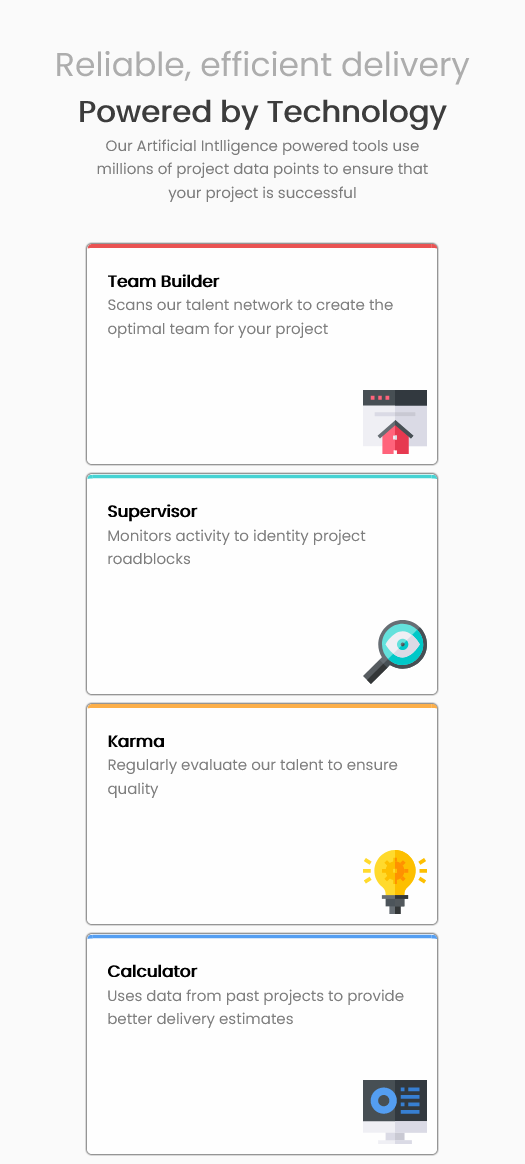 Reliable, efficient delivery
Powered by Technology
Our Artificial Intlligence powered tools use
millions of project data points to ensure that
your project is successful
Team Builder
Scans our talent network to create the
optimal team for your project
Supervisor
Monitors activity to identity project
roadblocks
Karma
Regularly evaluate our talent to ensure
quality
Calculator
Uses data from past projects to provide
better delivery estimates